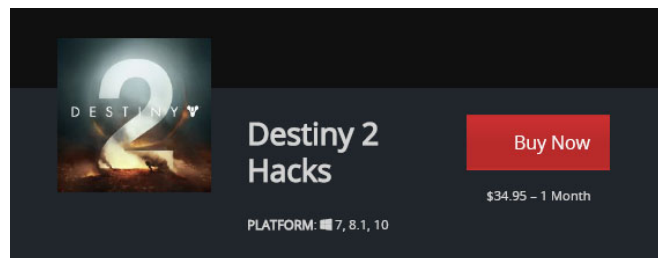 DESTINY
2
Destiny 2
Hacks
Buy Now
$34.95 – 1 Month
PLATFORM: 7, 8.1, 10